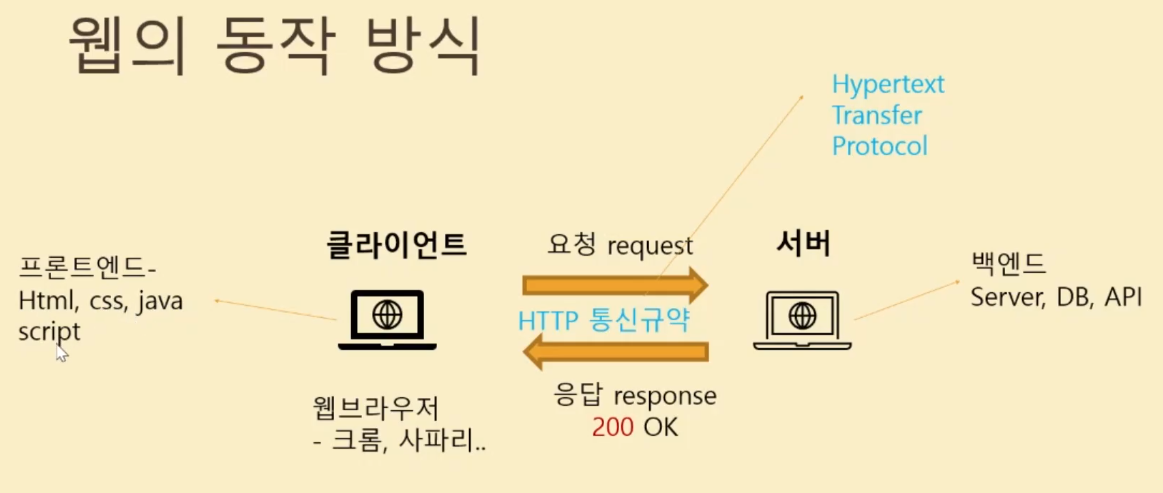 웹의 동작 방식
Hypertext
Transfer
Protocol
클라이언트
요청 request
서버
프론트엔드-
Html, css, java
script
백엔드
Server, DB, API
HTTP 통신규약
응답 response
200 OK
웹브라우저
- 크롬, 사파리..